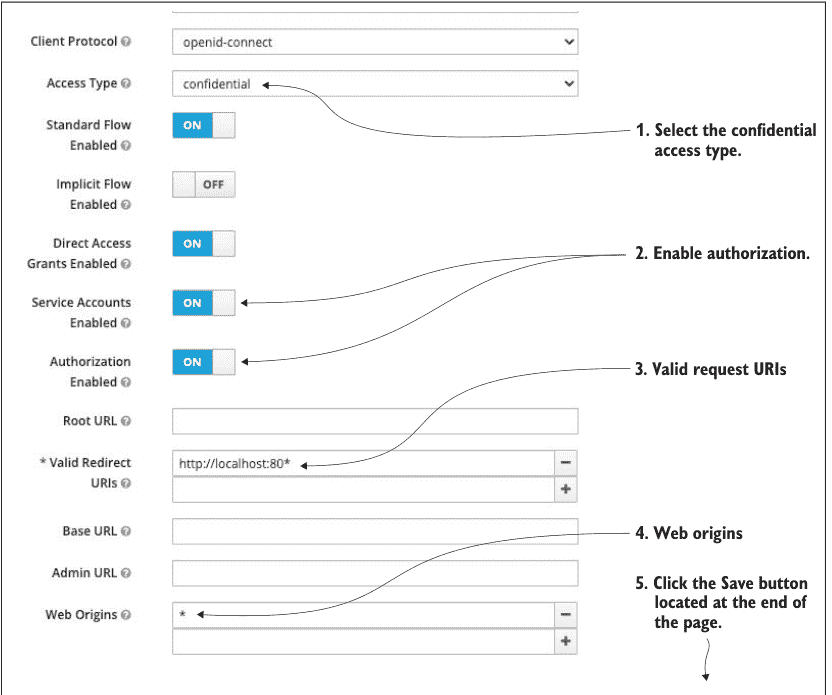 Client Protocol
openid-connect
Access Type
confidential
Standard Flow
Enabled
ON
1. Select the confidential
access type.
Implicit Flow
Enabled
OFF
Direct Access
Grants Enabled
ON
2. Enable authorization.
Service Accounts
Enabled
ON
Authorization
Enabled
ON
3. Valid request URIs
Root URL
* Valid Redirect
URIs
http://localhost:80*
Base URL
4. Web origins
Admin URL
5. Click the Save button
located at the end of
the page.
Web Origins
*